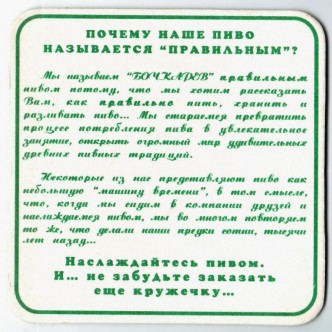 ПОЧЕМУ НАШЕ ПИВО
НАЗЫВАЕТСЯ “ПРАВИЛЬНЫМ”?
Мы называем “БОЧКАРЕВ” правильным
пивом потому, что мы хотим рассказать
Вам, как правильно пить, хранить и
разливать пиво... Мы стараемся превратить
процесс потребления пива в увлекательное
занятие, открыть огромный мир удивительных
древних пивных традиций.
Некоторые из нас представляют пиво как
небольшую “машину времени”, в том смысле,
что, когда мы сидим в компании друзей и
наслаждаемся пивом, мы во многом повторяем
то же, что делали наши предки сотни, тысячи
лет назад...
Наслаждайтесь пивом.
И... не забудьте заказать
еще кружечку...